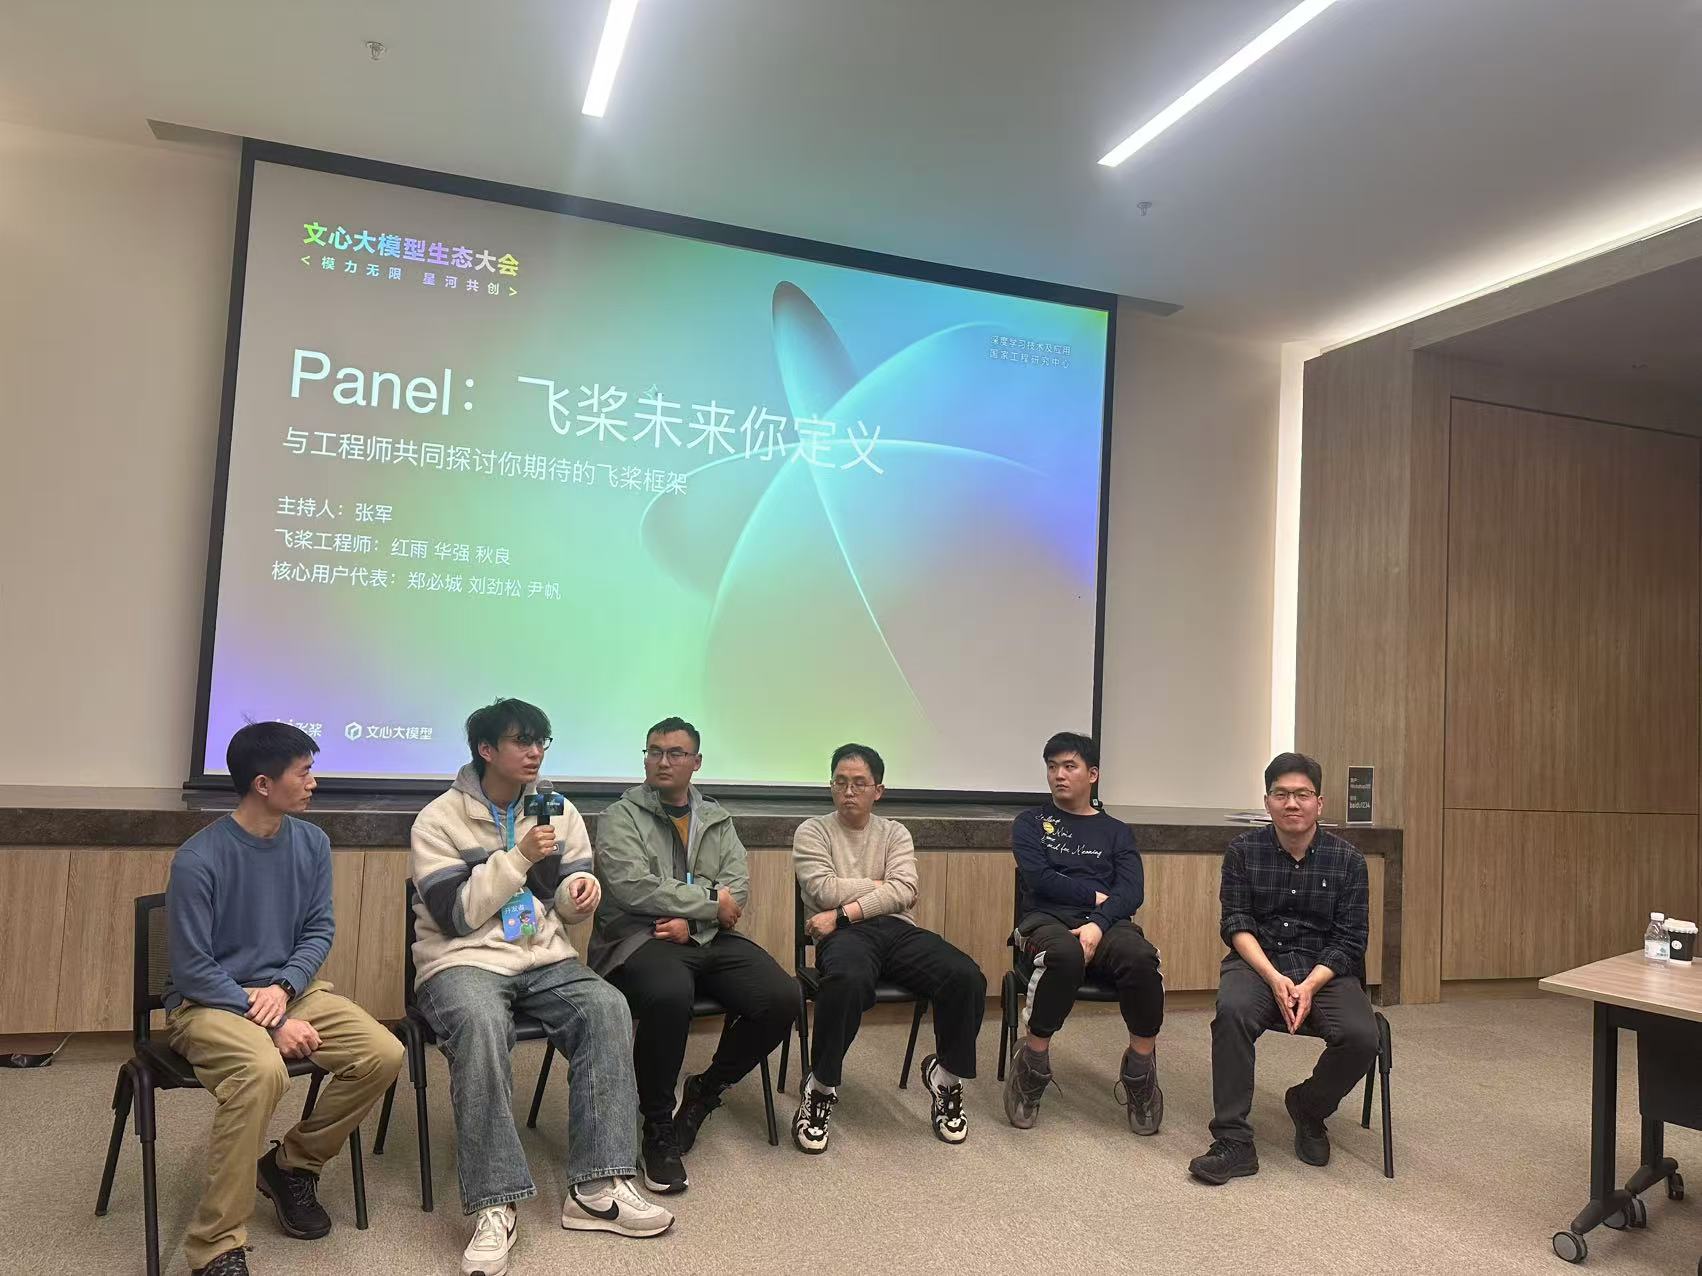 文心大模型生态大会
< 模力无限 星河共创 >
深度学习技术及应用
国家工程研究中心
Panel：飞桨未来你定义
与工程师共同探讨你期待的飞桨框架
主持人：张军
飞桨工程师：红雨 华强 秋良
核心用户代表：郑必城 刘劲松 尹帆
飞桨 文心大模型
开发者
baidu1234